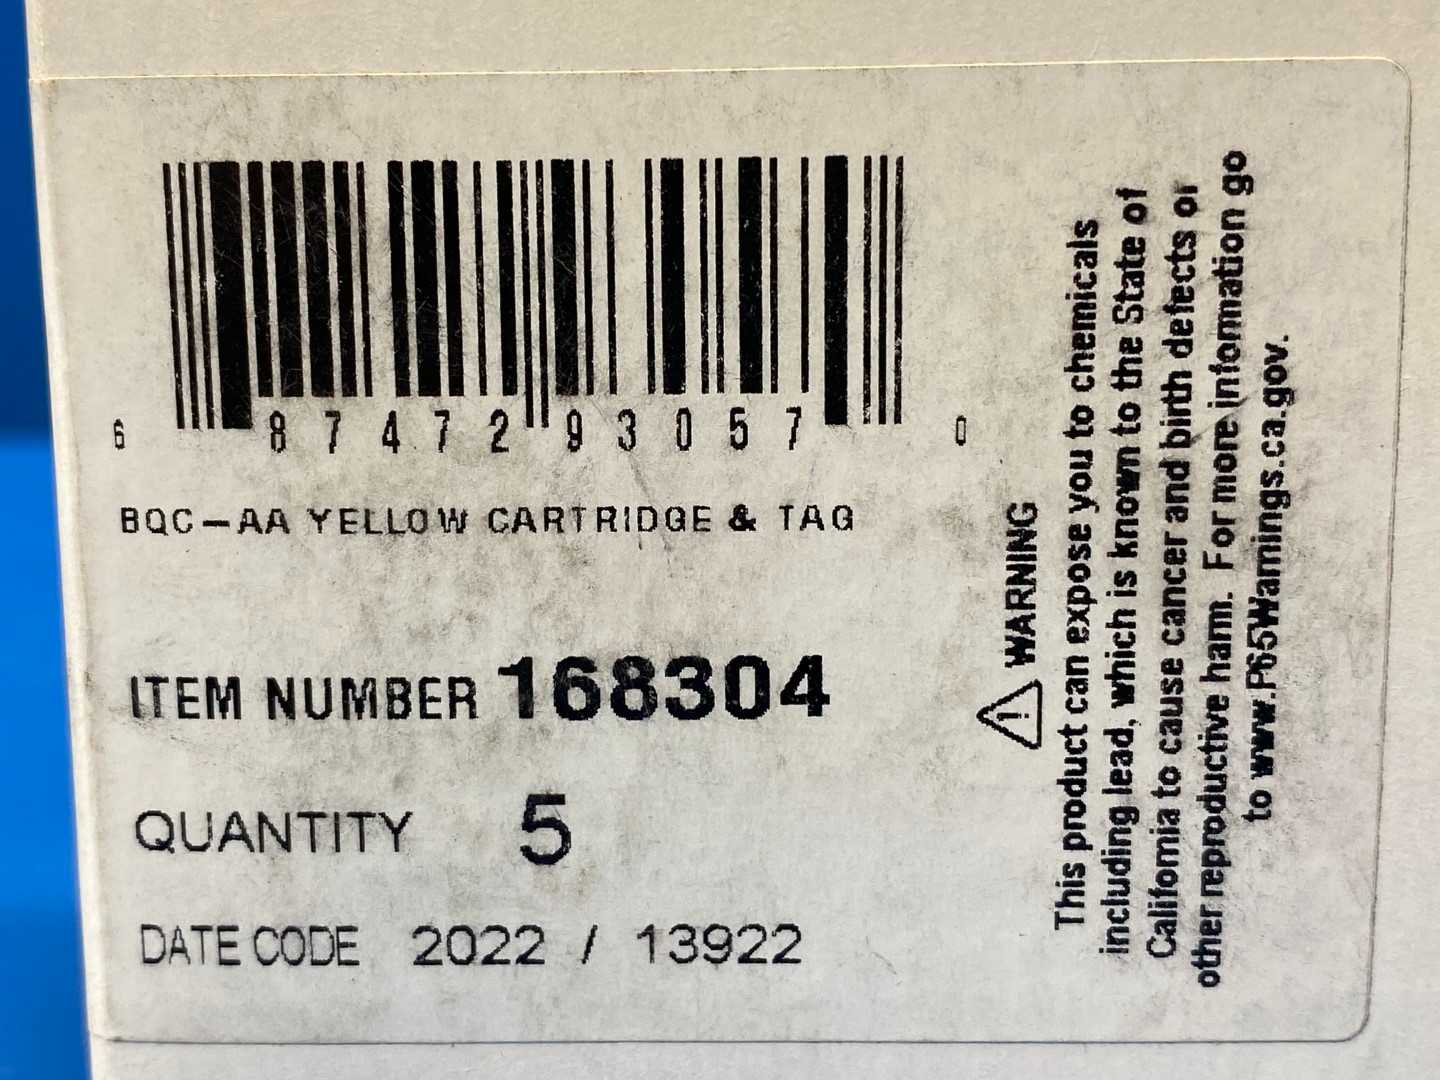 6 87472 93057 0
BQC-AA YELLOW CARTRIDGE & TAG
ITEM NUMBER 168304
QUANTITY 5
DATE CODE 2022 / 13922
⚠ WARNING
This product can expose you to chemicals
including lead, which is known to the State of
California to cause cancer and birth defects or
other reproductive harm. For more information go
to www.P65Warnings.ca.gov.